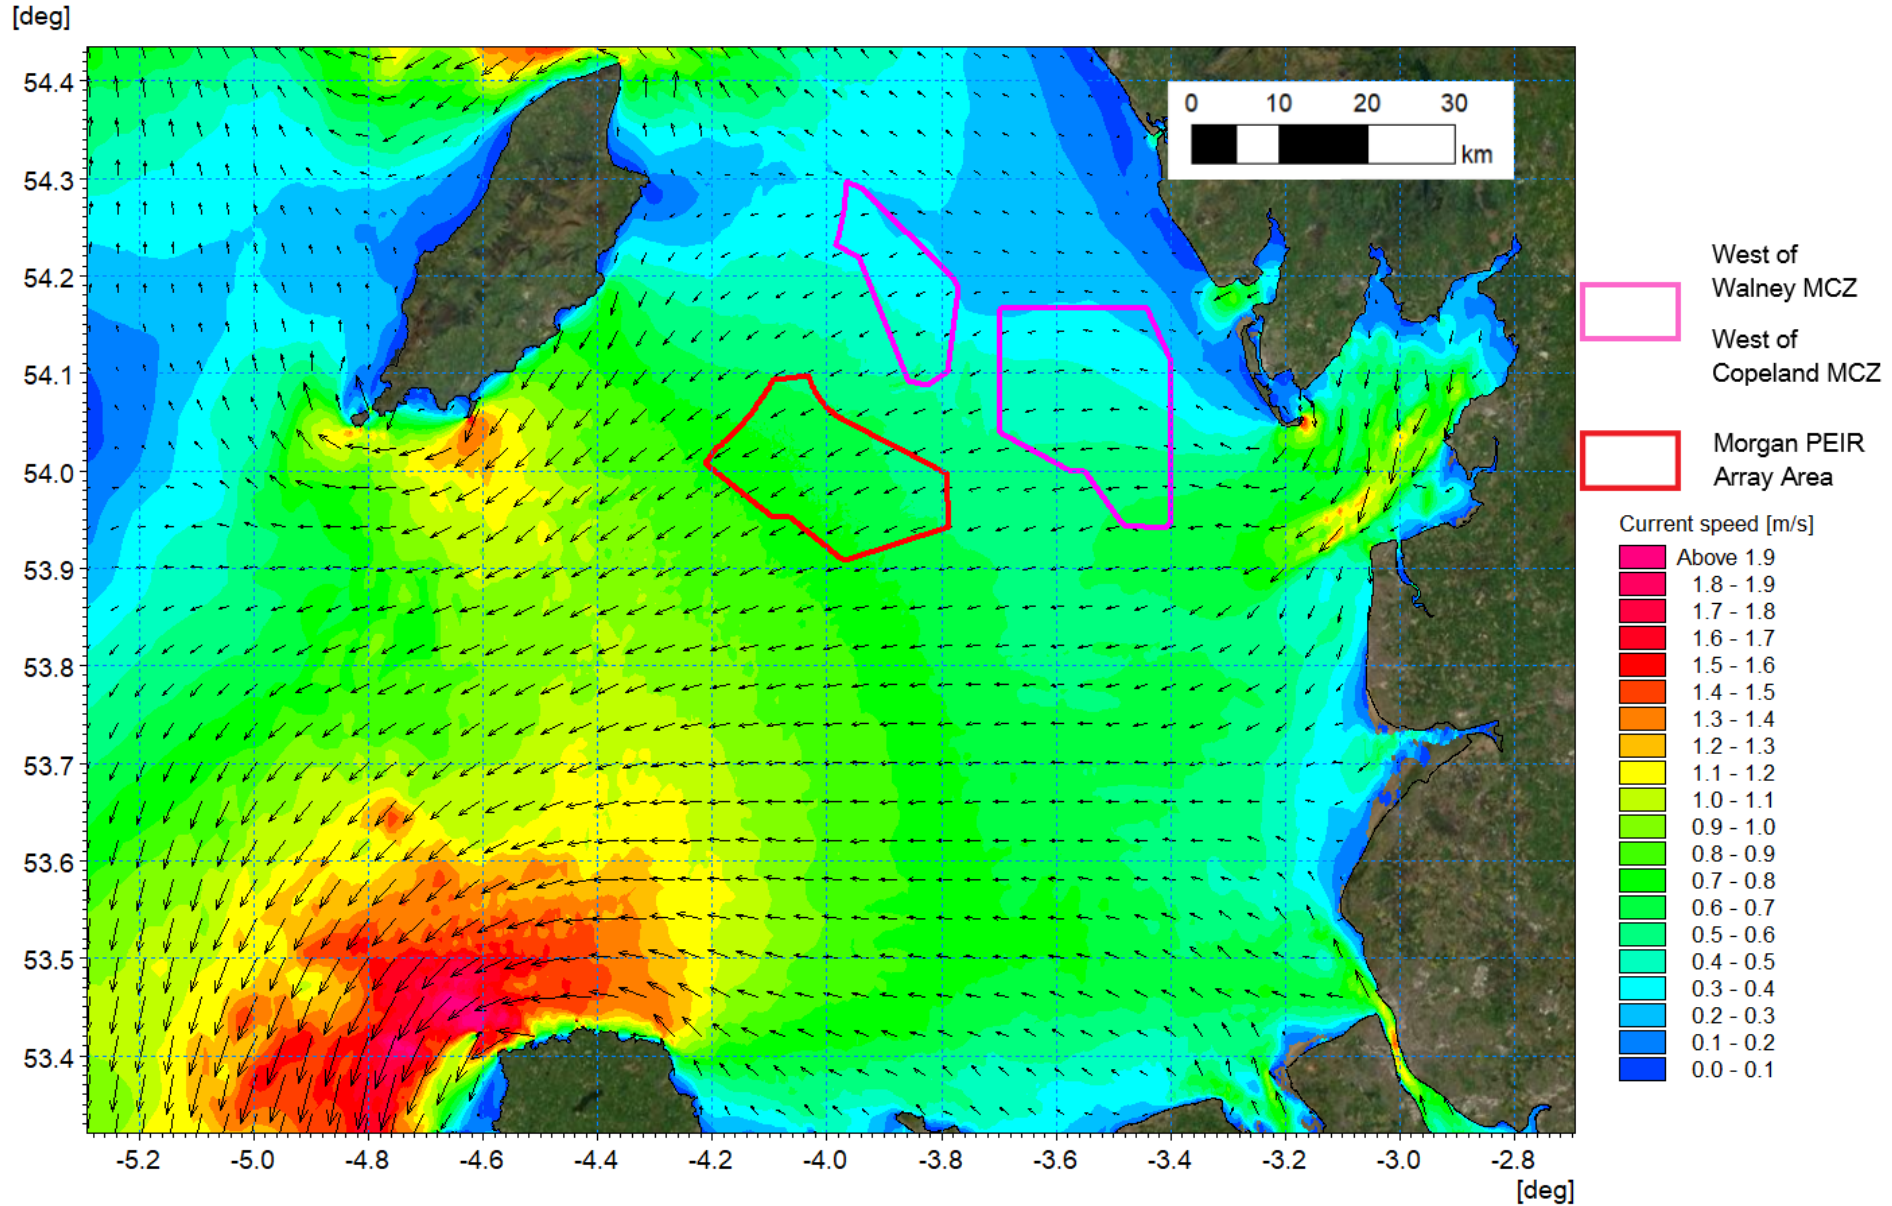 [deg]
54.4
54.3
54.2
54.1
54.0
53.9
53.8
53.7
53.6
53.5
53.4
-5.2 -5.0 -4.8 -4.6 -4.4 -4.2 -4.0 -3.8 -3.6 -3.4 -3.2 -3.0 -2.8
[deg]
0 10 20 30
km
West of
Walney MCZ
West of
Copeland MCZ
Morgan PEIR
Array Area
Current speed [m/s]
Above 1.9
1.8 - 1.9
1.7 - 1.8
1.6 - 1.7
1.5 - 1.6
1.4 - 1.5
1.3 - 1.4
1.2 - 1.3
1.1 - 1.2
1.0 - 1.1
0.9 - 1.0
0.8 - 0.9
0.7 - 0.8
0.6 - 0.7
0.5 - 0.6
0.4 - 0.5
0.3 - 0.4
0.2 - 0.3
0.1 - 0.2
0.0 - 0.1